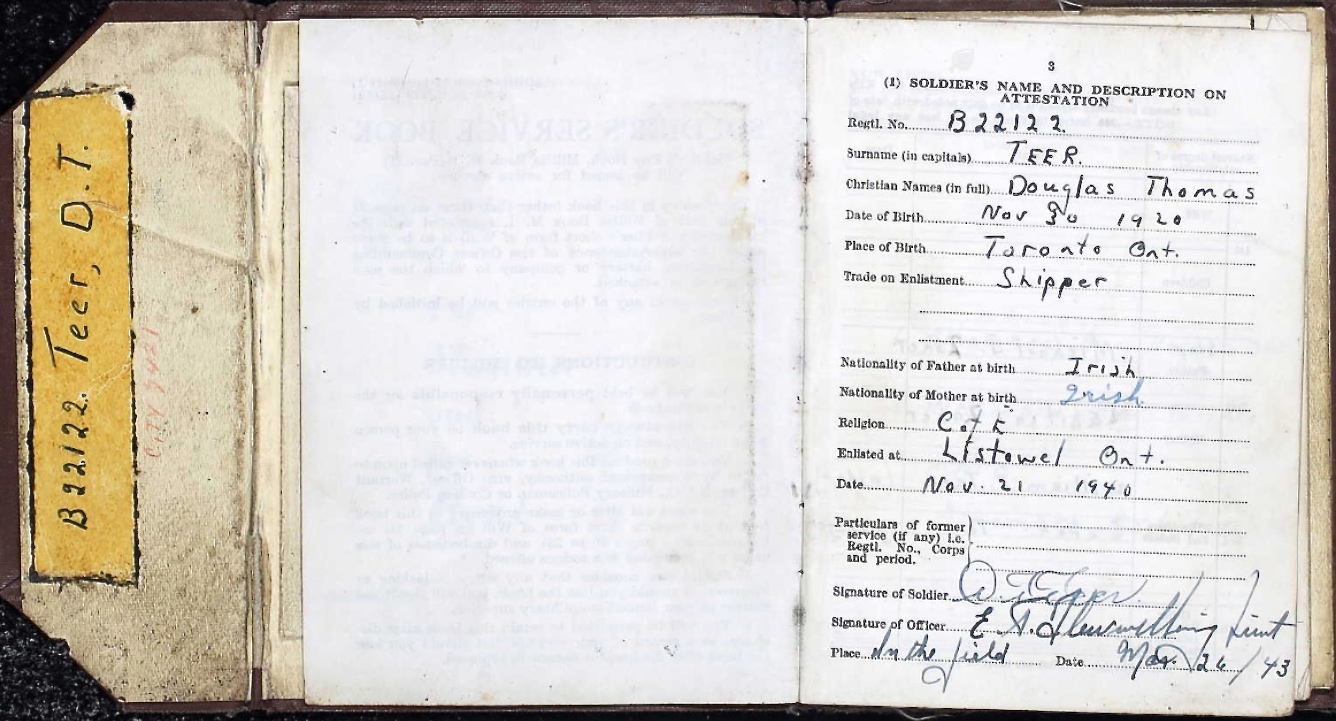 B22122. Teer, D.T.
3
(1) SOLDIER'S NAME AND DESCRIPTION ON
ATTESTATION
Regtl. No. B22122.
Surname (in capitals) TEER.
Christian Names (in full) Douglas Thomas
Date of Birth Nov 30 1920
Place of Birth Toronto Ont.
Trade on Enlistment Shipper
Nationality of Father at birth Irish
Nationality of Mother at birth Irish
Religion C of E
Enlisted at Listowel Ont.
Date Nov. 21 1940
Particulars of former
service (if any) i.e.
Regtl. No., Corps
and period.
Signature of Soldier
Signature of Officer Lieut
Place In the field Date 26/43